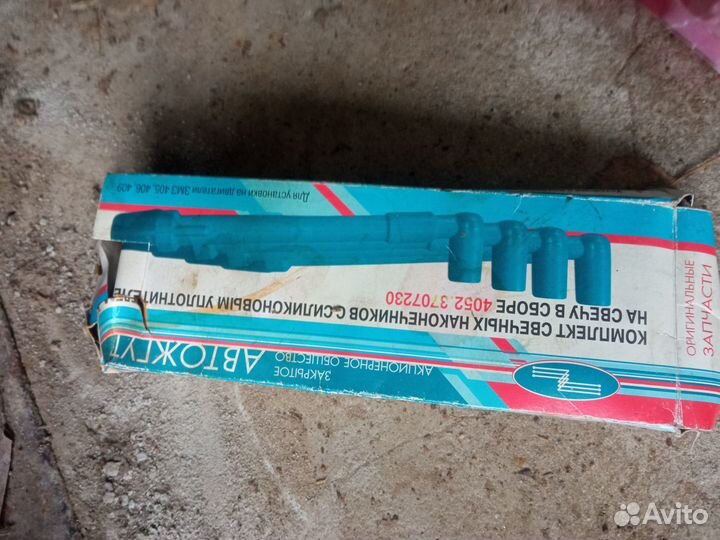 ЗАКРЫТОЕ
АКЦИОНЕРНОЕ ОБЩЕСТВО
АВТОЖГУТ
КОМПЛЕКТ СВЕЧНЫХ НАКОНЕЧНИКОВ С СИЛИКОНОВЫМ УПЛОТНИТЕЛЕ
НА СВЕЧУ В СБОРЕ 4052 3707230
Для установки на двигатели ЗМЗ 405, 406, 409
ОРИГИНАЛЬНЫЕ
ЗАПЧАСТИ
Avito